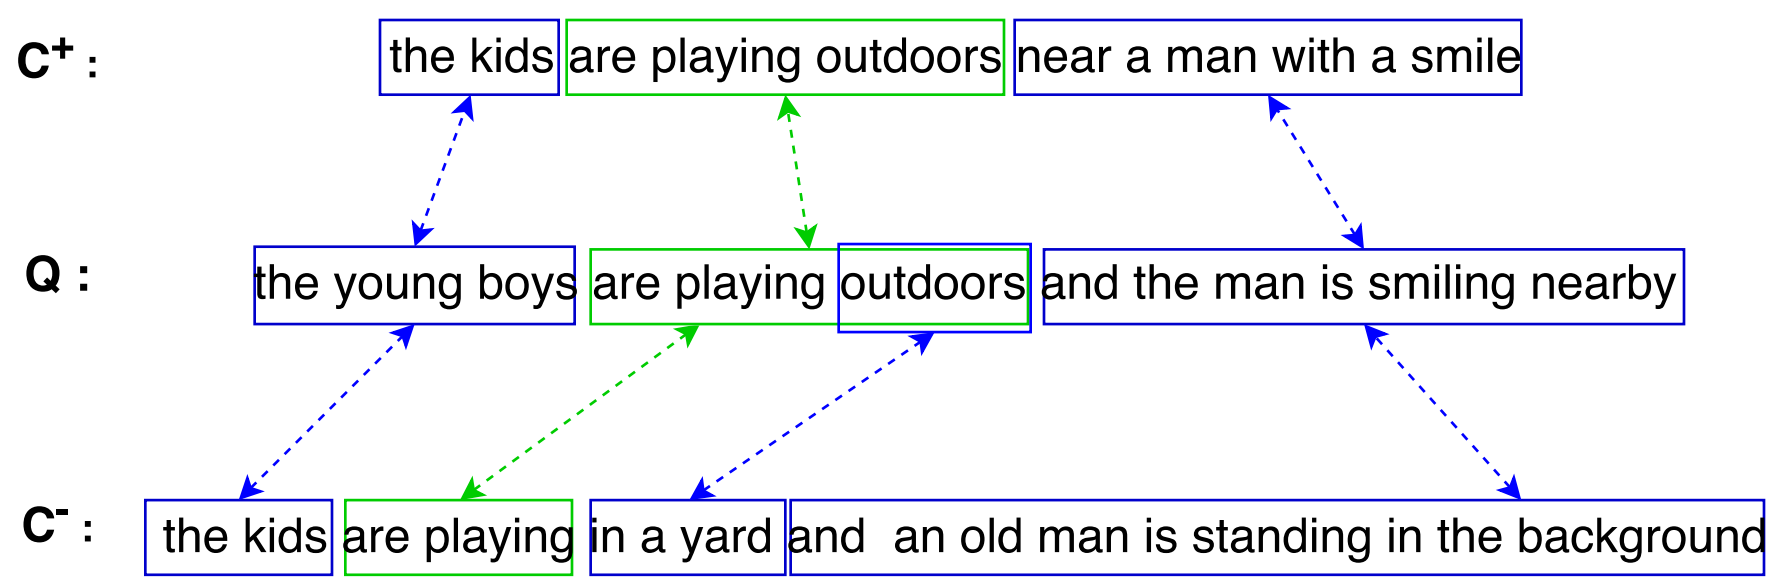 C+ : the kids are playing outdoors near a man with a smile
Q : the young boys are playing outdoors and the man is smiling nearby
C- : the kids are playing in a yard and an old man is standing in the background